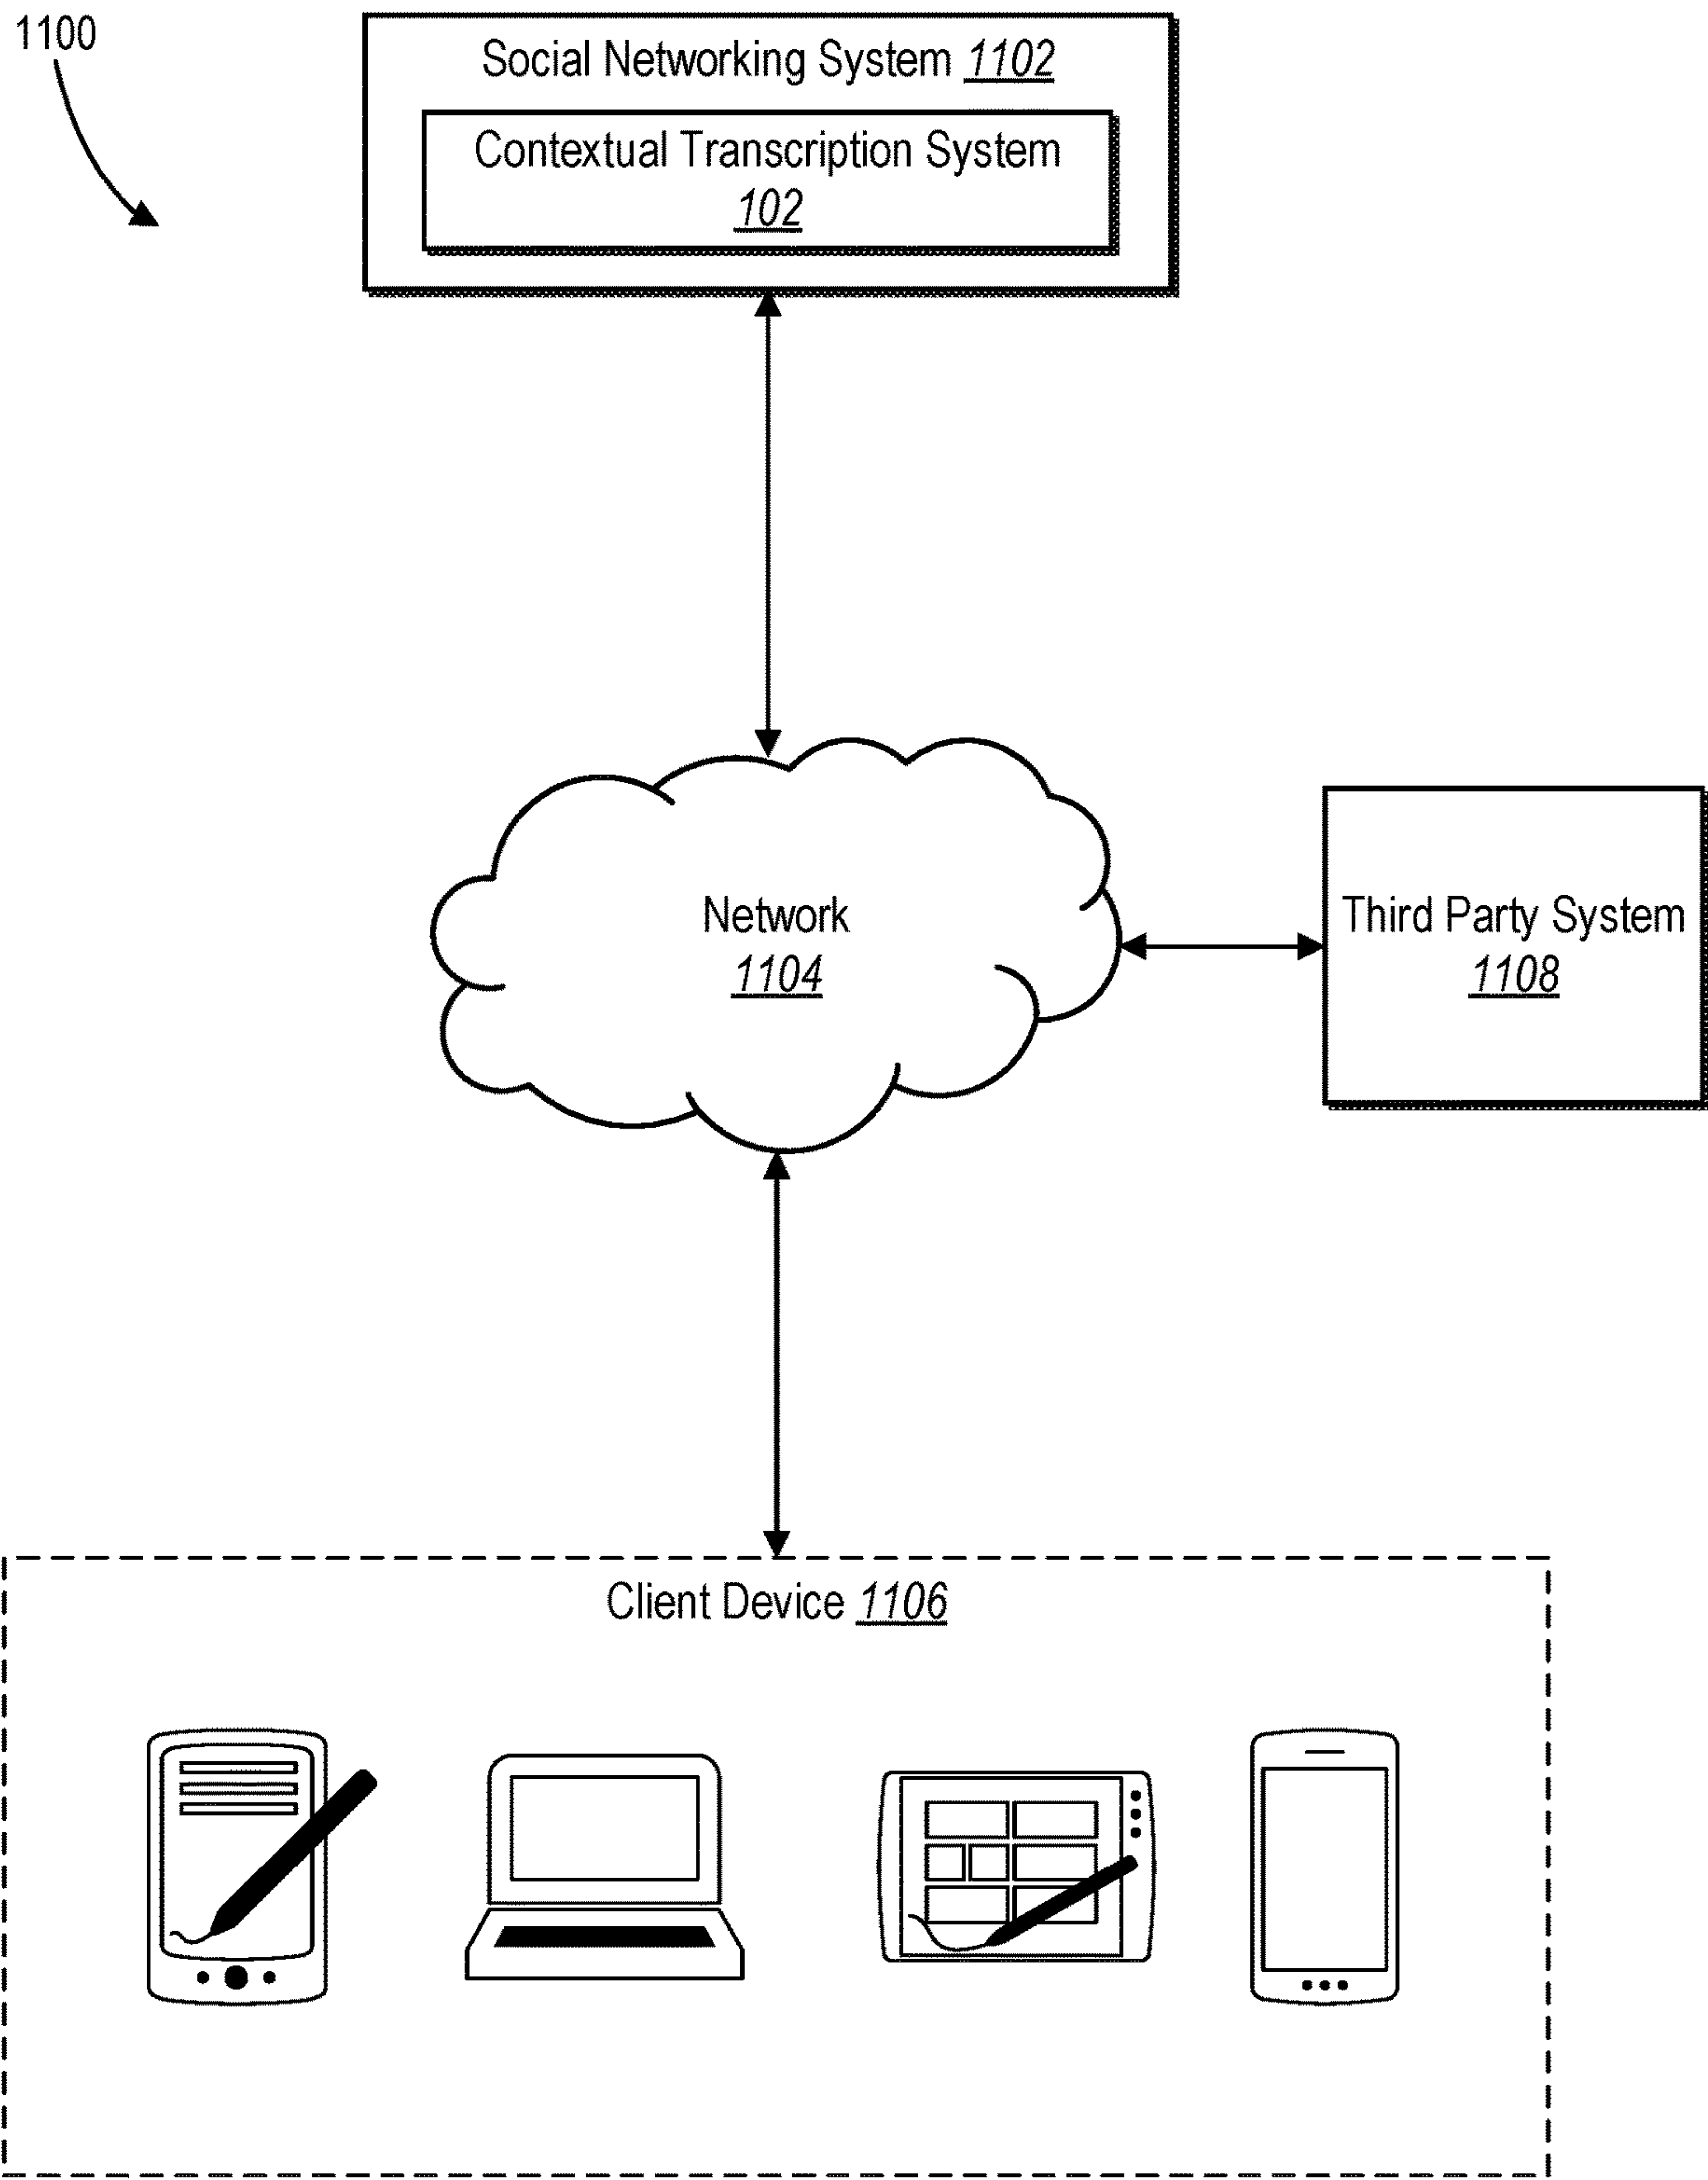 1100
Social Networking System 1102
Contextual Transcription System
102
Network
1104
Third Party System
1108
Client Device 1106